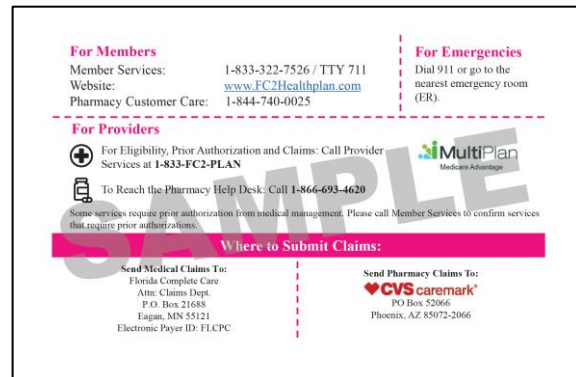 For Members
Member Services: 1-833-322-7526 / TTY 711
Website: www.FC2Healthplan.com
Pharmacy Customer Care: 1-844-740-0025
For Emergencies
Dial 911 or go to the
nearest emergency room
(ER).
For Providers
For Eligibility, Prior Authorization and Claims: Call Provider
Services at 1-833-FC2-PLAN
To Reach the Pharmacy Help Desk: Call 1-866-693-4620
MultiPlan
Medicare Advantage
Some services require prior authorization from medical management. Please call Member Services to confirm services
that require prior authorizations.
SAMPLE
Where to Submit Claims:
Send Medical Claims To:
Florida Complete Care
Attn: Claims Dept.
P.O. Box 21688
Eagan, MN 55121
Electronic Payer ID: FLCPC
Send Pharmacy Claims To:
CVS caremark®
PO Box 52066
Phoenix, AZ 85072-2066